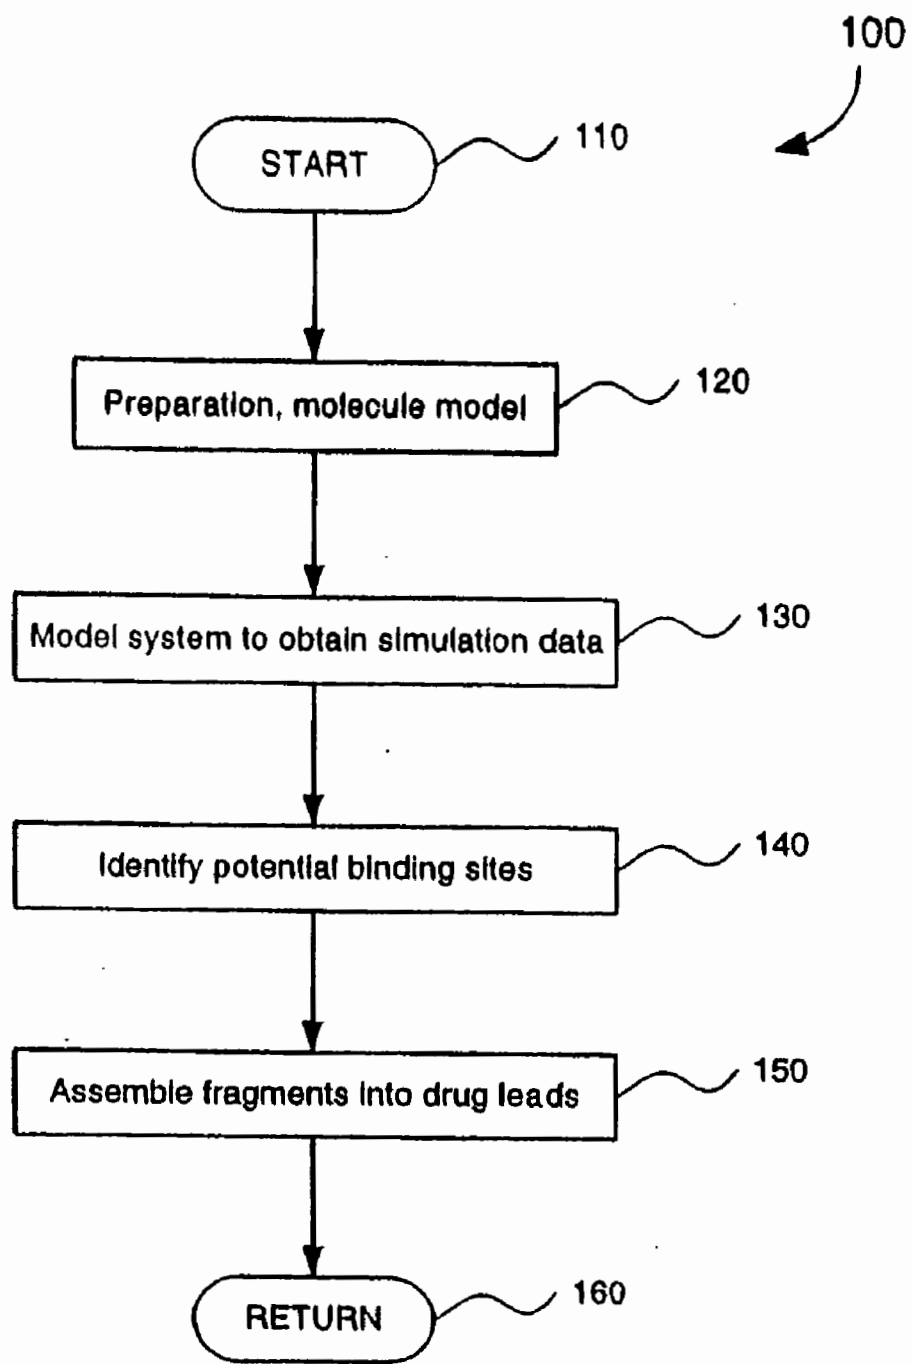 100
START
110
Preparation, molecule model
120
Model system to obtain simulation data
130
Identify potential binding sites
140
Assemble fragments into drug leads
150
RETURN
160